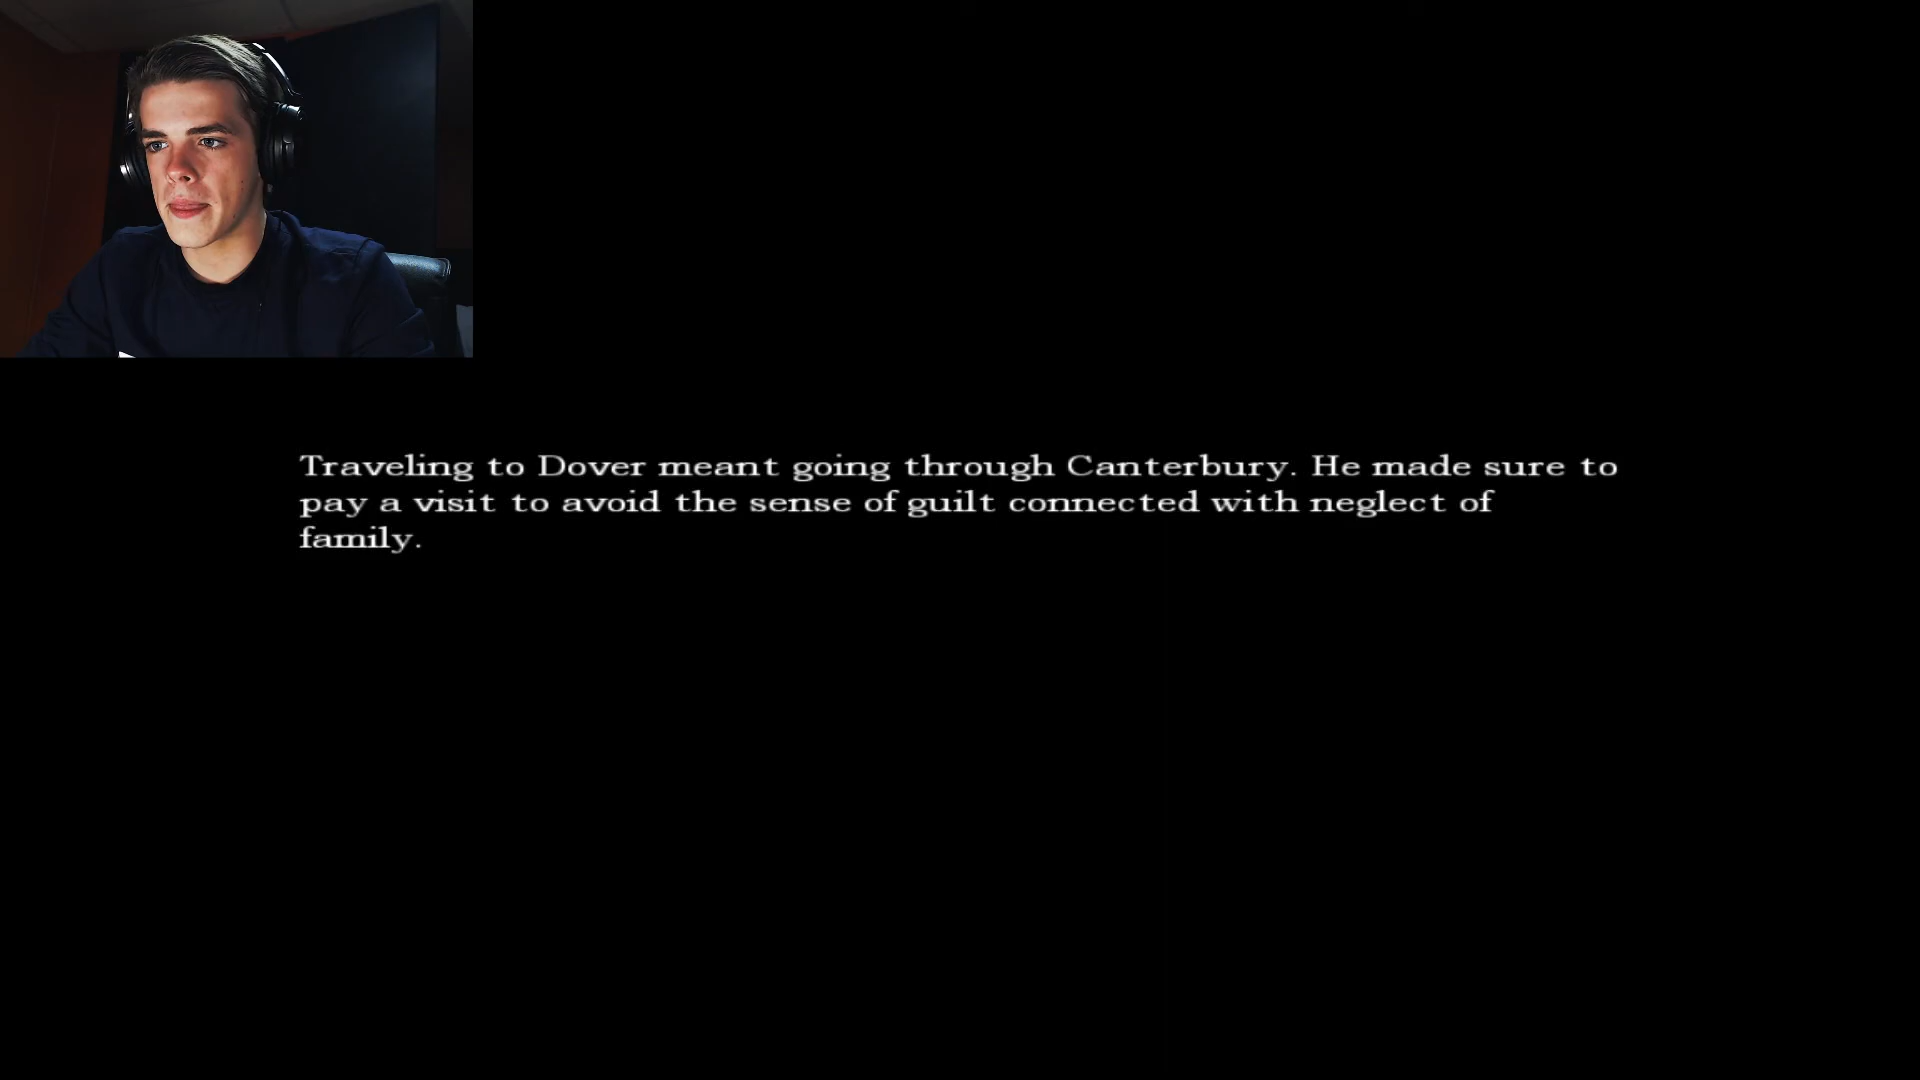 Traveling to Dover meant going through Canterbury. He made sure to
pay a visit to avoid the sense of guilt connected with neglect of
family.